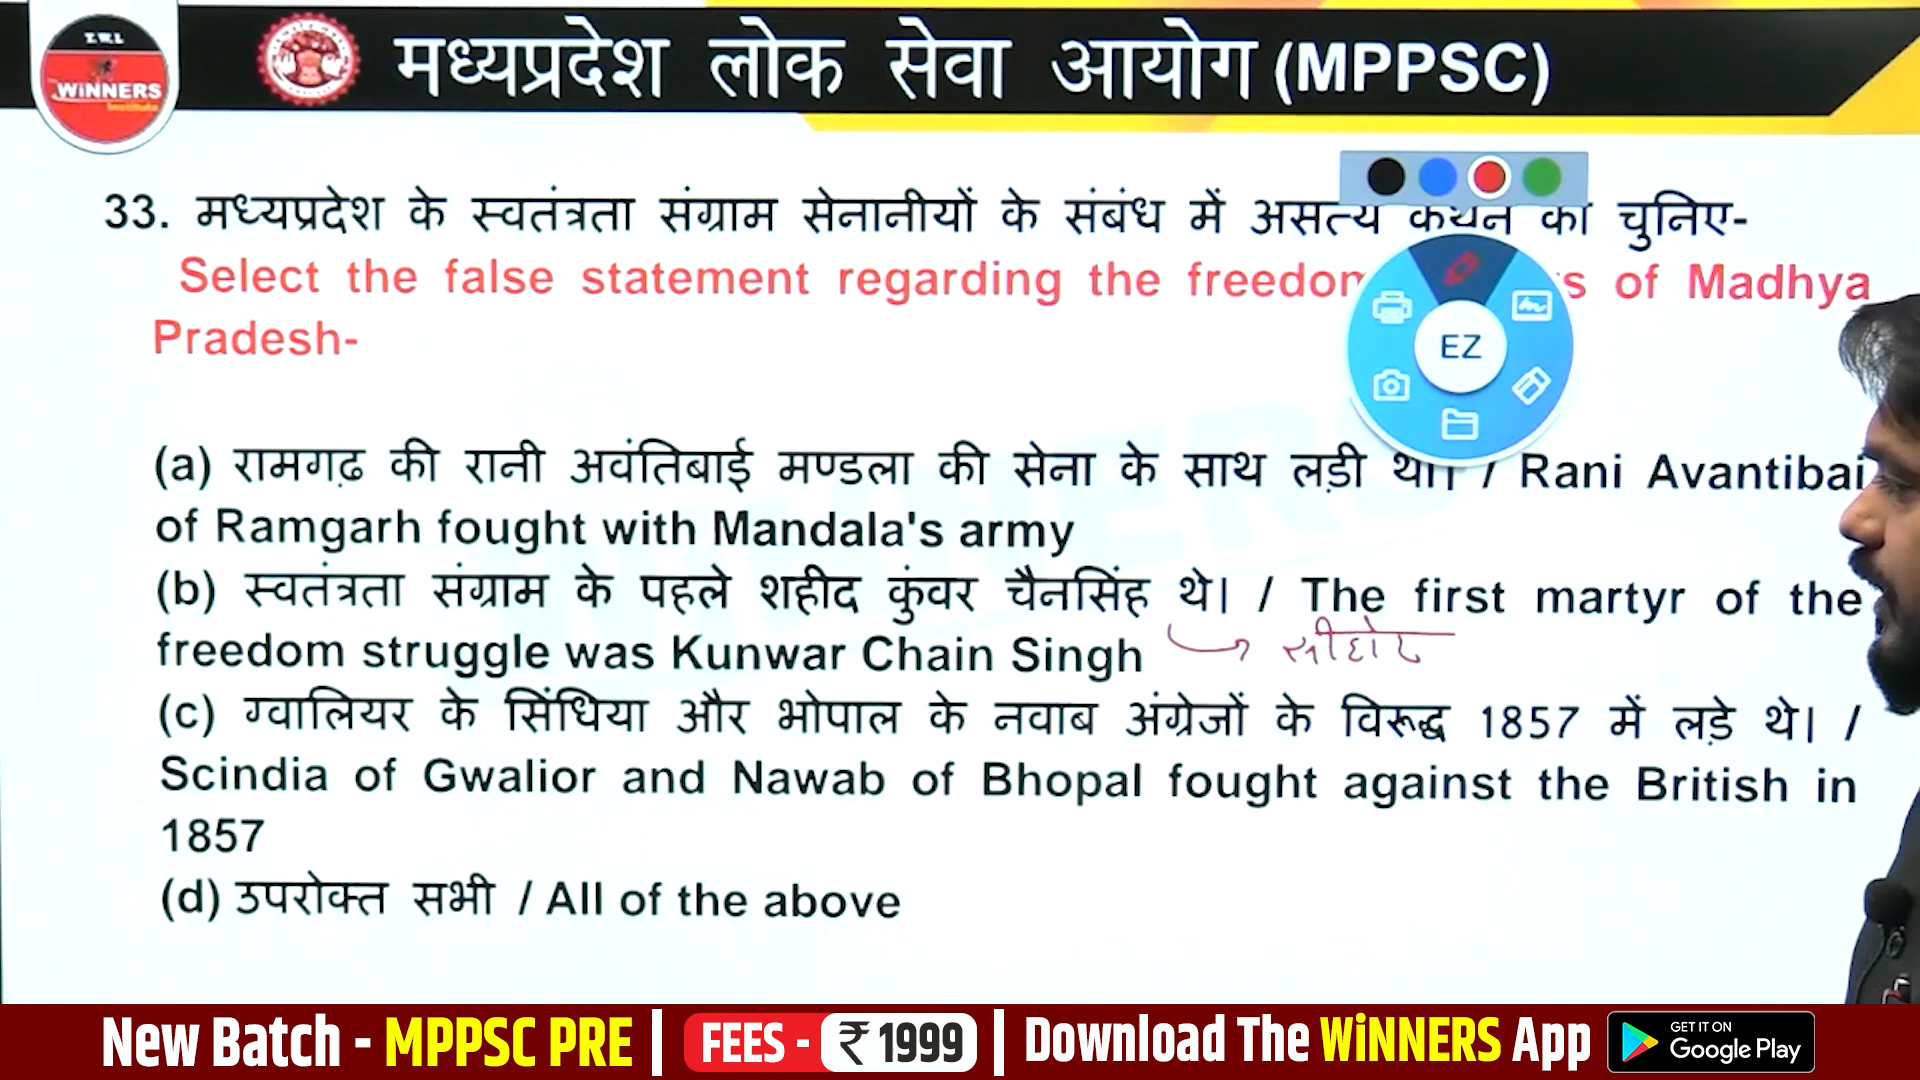 T.W.I.
WiNNERS
Institute
मध्यप्रदेश लोक सेवा आयोग (MPPSC)
33. मध्यप्रदेश के स्वतंत्रता संग्राम सेनानीयों के संबंध में असत्य कथन का चुनिए-
Select the false statement regarding the freedom of Madhya
Pradesh-
EZ
(a) रामगढ़ की रानी अवंतिबाई मण्डला की सेना के साथ लड़ी थी। / Rani Avantibai
of Ramgarh fought with Mandala's army
(b) स्वतंत्रता संग्राम के पहले शहीद कुंवर चैनसिंह थे। / The first martyr of the
freedom struggle was Kunwar Chain Singh सीहोर
(c) ग्वालियर के सिंधिया और भोपाल के नवाब अंग्रेजों के विरूद्ध 1857 में लड़े थे। /
Scindia of Gwalior and Nawab of Bhopal fought against the British in
1857
(d) उपरोक्त सभी / All of the above
New Batch - MPPSC PRE | FEES - ₹ 1999 | Download The WiNNERS App GET IT ON Google Play